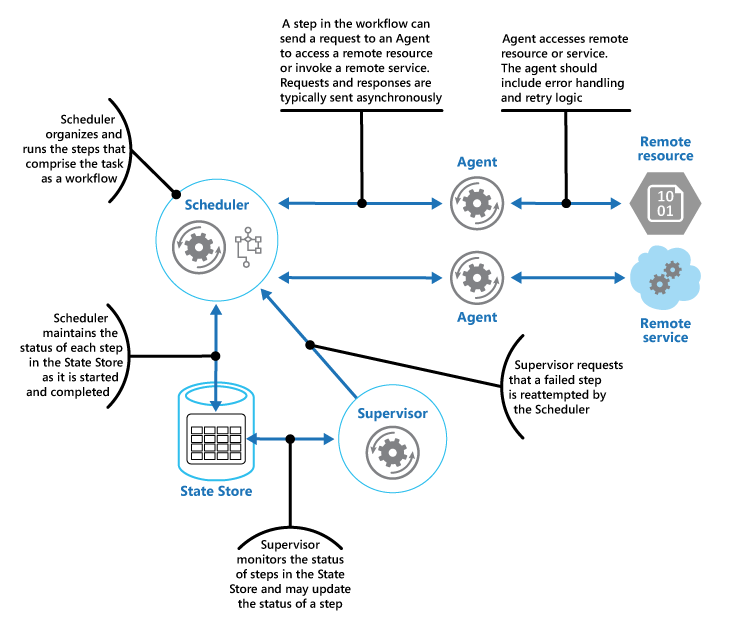 A step in the workflow can
send a request to an Agent
to access a remote resource
or invoke a remote service.
Requests and responses are
typically sent asynchronously
Agent accesses remote
resource or service.
The agent should
include error handling
and retry logic
Scheduler
organizes and
runs the steps that
comprise the task
as a workflow
Agent
Remote
resource
10
01
Scheduler
Agent
Remote
service
Scheduler
maintains the
status of each step
in the State Store
as it is started
and completed
Supervisor requests
that a failed step
is reattempted by
the Scheduler
Supervisor
State Store
Supervisor
monitors the status
of steps in the State
Store and may update
the status of a step